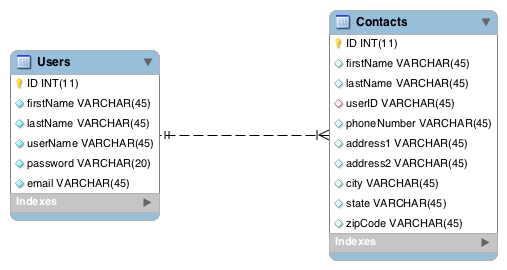 Users
ID INT(11)
firstName VARCHAR(45)
lastName VARCHAR(45)
userName VARCHAR(45)
password VARCHAR(20)
email VARCHAR(45)
Indexes
Contacts
ID INT(11)
firstName VARCHAR(45)
lastName VARCHAR(45)
userID VARCHAR(45)
phoneNumber VARCHAR(45)
address1 VARCHAR(45)
address2 VARCHAR(45)
city VARCHAR(45)
state VARCHAR(45)
zipCode VARCHAR(45)
Indexes